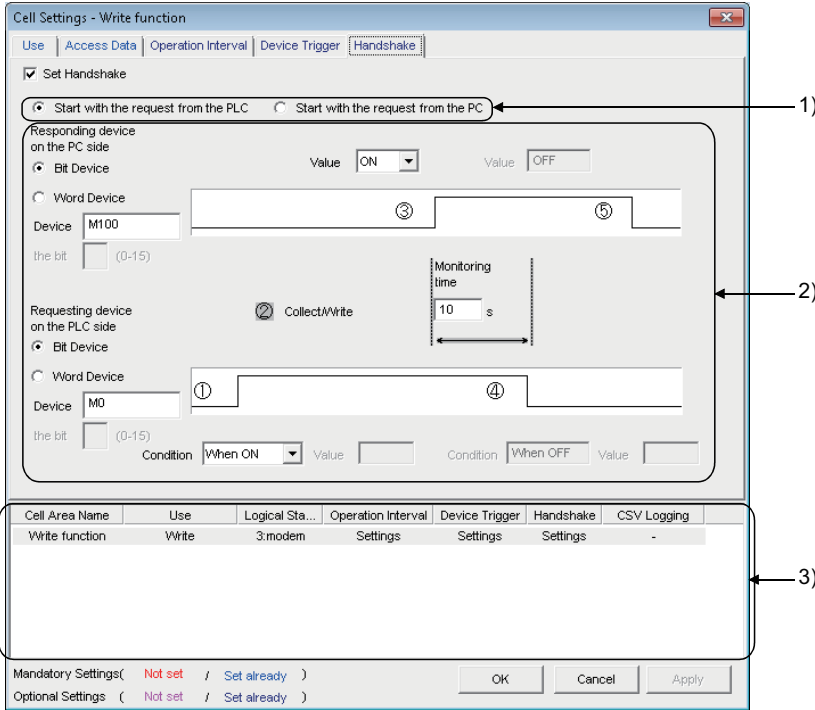 Cell Settings - Write function
Use Access Data Operation Interval Device Trigger Handshake
Set Handshake
Start with the request from the PLC Start with the request from the PC 1)
Responding device
on the PC side
Bit Device Value ON Value OFF
Word Device
③ ⑤
Device M100
the bit (0-15)
Monitoring
time
2)
Requesting device ② Collect/Write 10 s
on the PLC side
Bit Device
Word Device
① ④
Device M0
the bit (0-15)
Condition When ON Value Condition When OFF Value
Cell Area Name Use Logical Sta... Operation Interval Device Trigger Handshake CSV Logging
Write function Write 3:modem Settings Settings Settings -
3)
Mandatory Settings( Not set / Set already ) OK Cancel Apply
Optional Settings ( Not set / Set already )